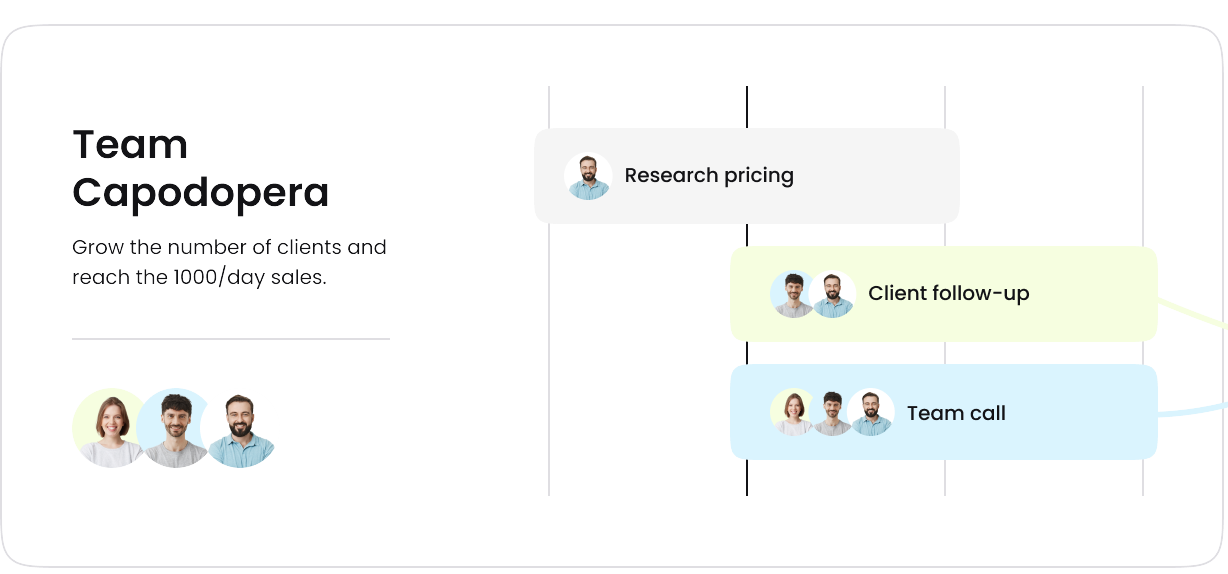 Team
Capodopera
Grow the number of clients and
reach the 1000/day sales.
Research pricing
Client follow-up
Team call